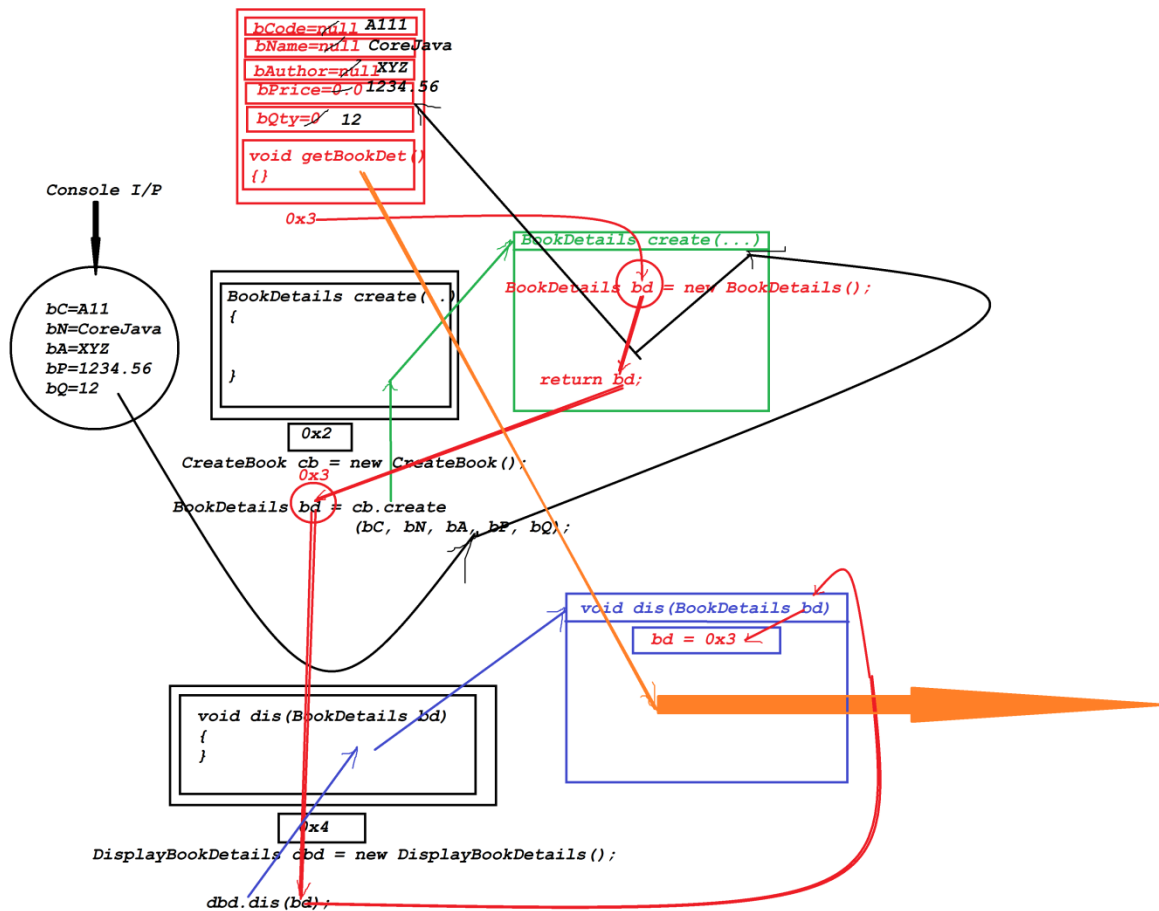 bCode=null A111
bName=null CoreJava
bAuthor=null XYZ
bPrice=0.0 1234.56
bQty=0 12
void getBookDet()
{}
0x3
Console I/P
bC=A11
bN=CoreJava
bA=XYZ
bP=1234.56
bQ=12
BookDetails create(..)
{
}
0x2
CreateBook cb = new CreateBook();
0x3
BookDetails bd = cb.create
(bC, bN, bA, bP, bQ);
BookDetails create(...)
BookDetails bd = new BookDetails();
return bd;
void dis(BookDetails bd)
bd = 0x3
void dis(BookDetails bd)
{
}
0x4
DisplayBookDetails dbd = new DisplayBookDetails();
dbd.dis(bd);